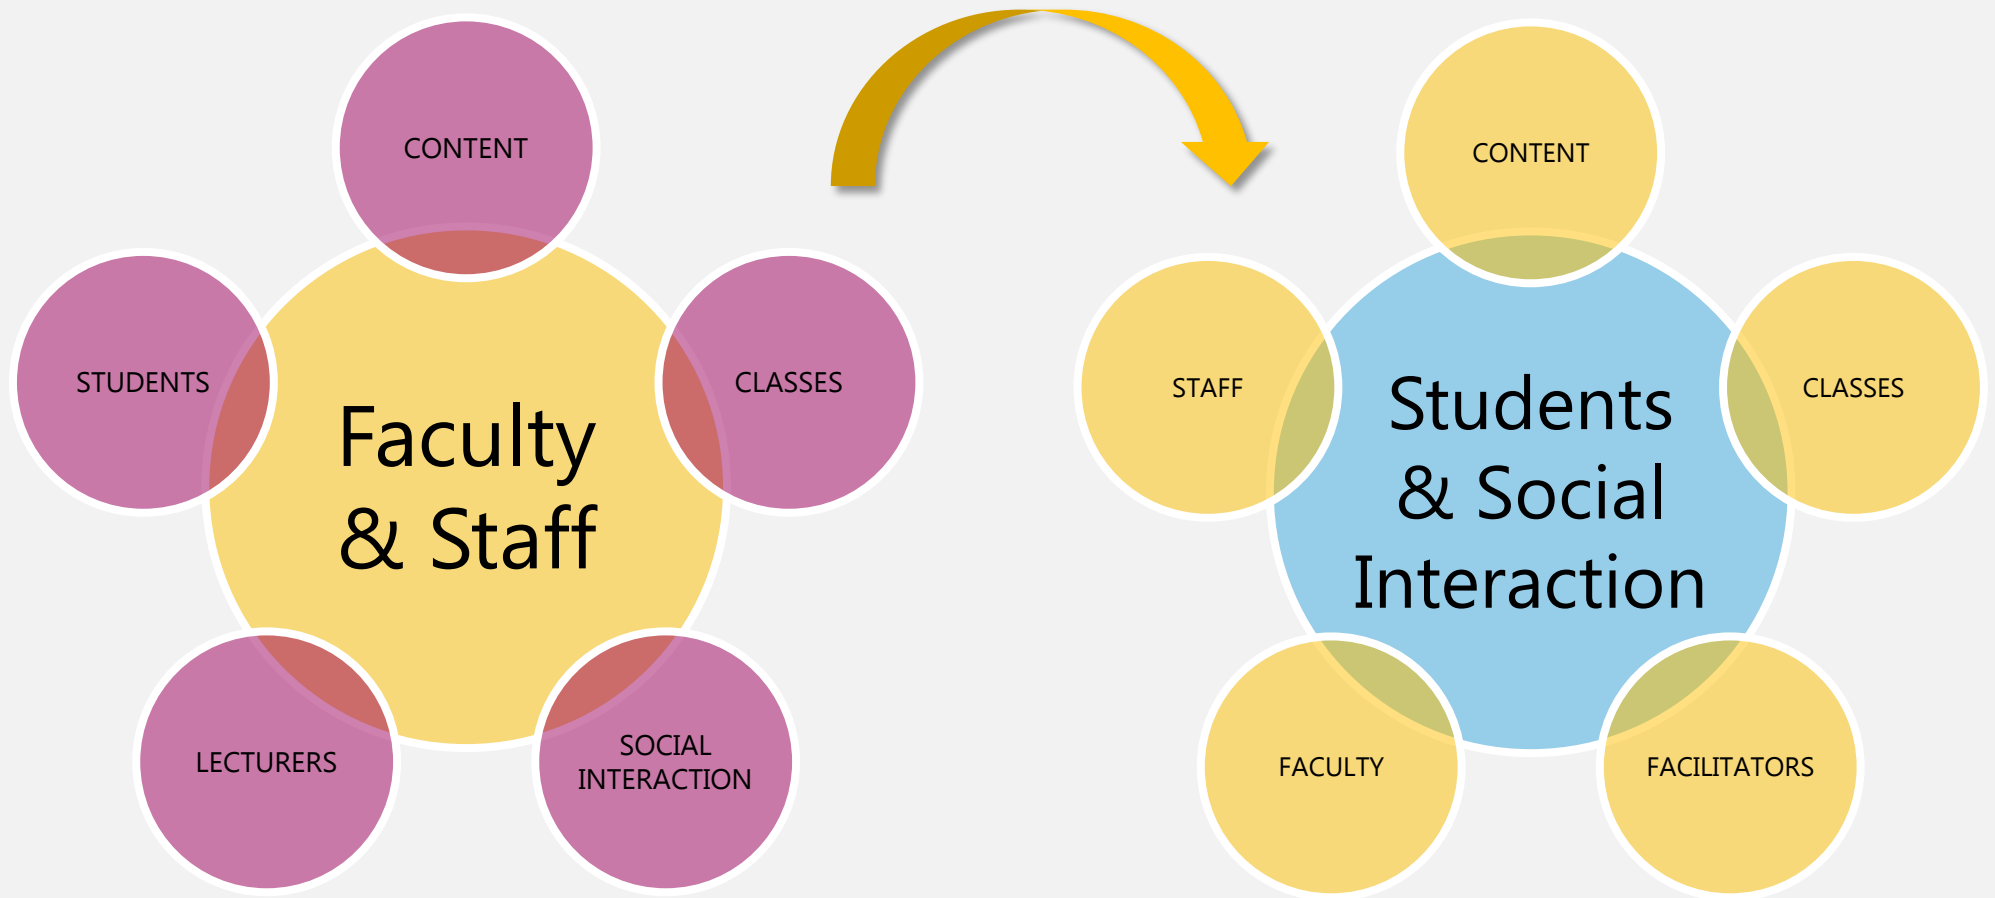 CONTENT
STUDENTS
CLASSES
Faculty
& Staff
LECTURERS
SOCIAL
INTERACTION
CONTENT
STAFF
CLASSES
Students
& Social
Interaction
FACULTY
FACILITATORS